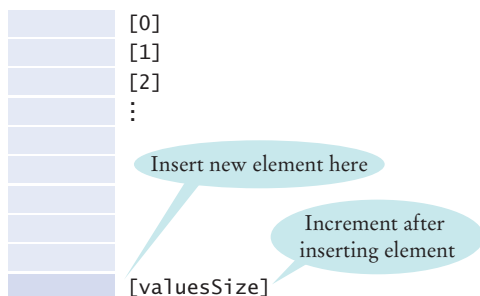 [0]
[1]
[2]
⋮
Insert new element here
Increment after
inserting element
[valuesSize]